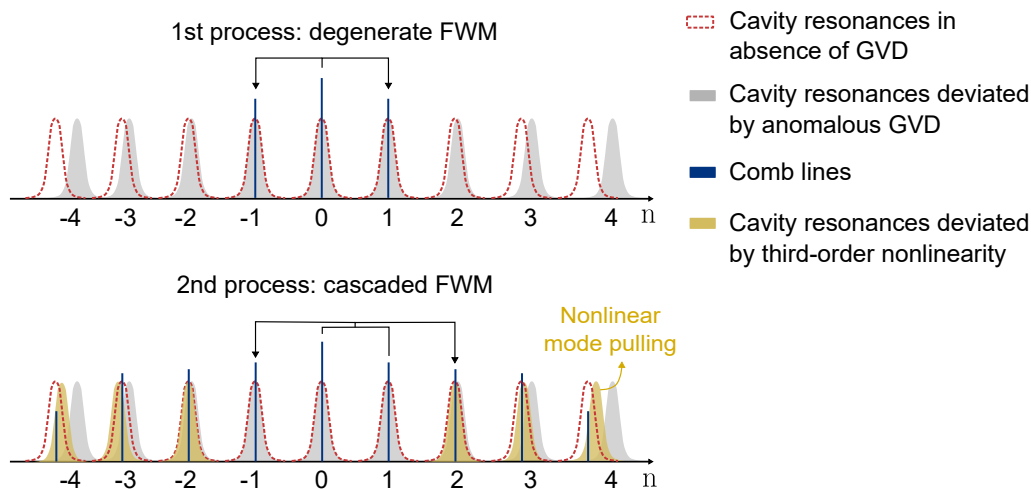 1st process: degenerate FWM
-4 -3 -2 -1 0 1 2 3 4 n
2nd process: cascaded FWM
Nonlinear
mode pulling
-4 -3 -2 -1 0 1 2 3 4 n
Cavity resonances in
absence of GVD
Cavity resonances deviated
by anomalous GVD
Comb lines
Cavity resonances deviated
by third-order nonlinearity